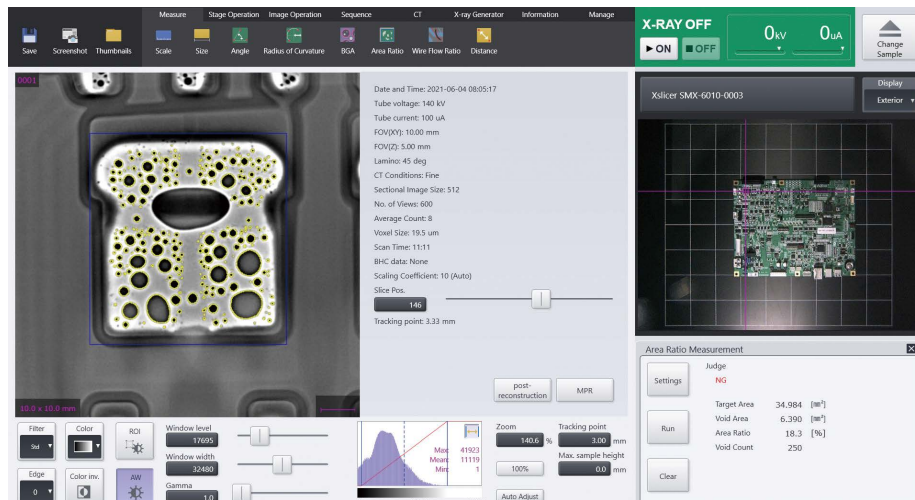 Measure Stage Operation Image Operation Sequence CT X-ray Generator Information Manage
Save Screenshot Thumbnails Scale Size Angle Radius of Curvature BGA Area Ratio Wire Flow Ratio Distance
X-RAY OFF
ON OFF
0 kV 0 uA
Change
Sample
0001
10.0 x 10.0 mm
Date and Time: 2021-06-04 08:05:17
Tube voltage: 140 kV
Tube current: 100 uA
FOV(XY): 10.00 mm
FOV(Z): 5.00 mm
Lamino: 45 deg
CT Conditions: Fine
Sectional Image Size: 512
No. of Views: 600
Average Count: 8
Voxel Size: 19.5 um
Scan Time: 11:11
BHC data: None
Scaling Coefficient: 10 (Auto)
Slice Pos.
146
Tracking point: 3.33 mm
post-
reconstruction
MPR
Xslicer SMX-6010-0003
Display
Exterior
Filter
Std
Color
ROI
Edge
0
Color inv.
AW
Window level
17695
Window width
32480
Gamma
1.0
Max: 41923
Mean: 11119
Min: 1
Zoom
140.6 %
100%
Auto Adjust
Tracking point
3.00 mm
Max. sample height
0.0 mm
Area Ratio Measurement
Settings
Run
Clear
Judge
NG
Target Area 34.984 [mm²]
Void Area 6.390 [mm²]
Area Ratio 18.3 [%]
Void Count 250